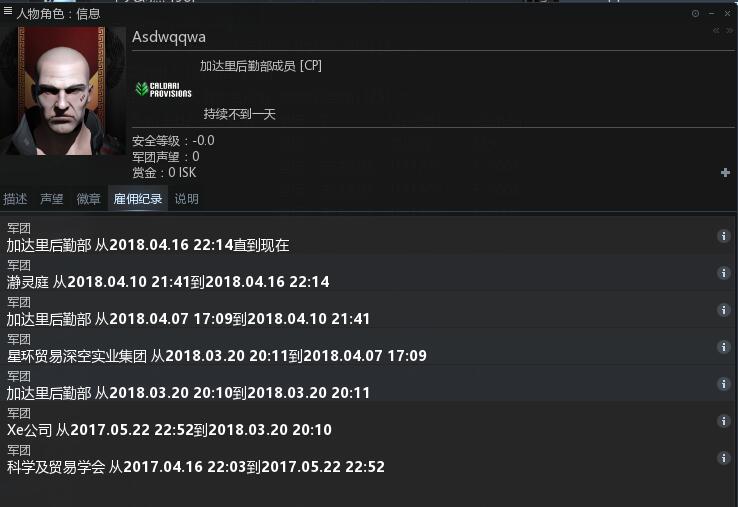 人物角色：信息
Asdwqqwa
加达里后勤部成员 [CP]
CALDARI
PROVISIONS
持续不到一天
安全等级：-0.0
军团声望：0
赏金：0 ISK
描述 声望 徽章 雇佣纪录 说明
军团
加达里后勤部 从2018.04.16 22:14直到现在
军团
瀞灵庭 从2018.04.10 21:41到2018.04.16 22:14
军团
加达里后勤部 从2018.04.07 17:09到2018.04.10 21:41
军团
星环贸易深空实业集团 从2018.03.20 20:11到2018.04.07 17:09
军团
加达里后勤部 从2018.03.20 20:10到2018.03.20 20:11
军团
Xe公司 从2017.05.22 22:52到2018.03.20 20:10
军团
科学及贸易学会 从2017.04.16 22:03到2017.05.22 22:52